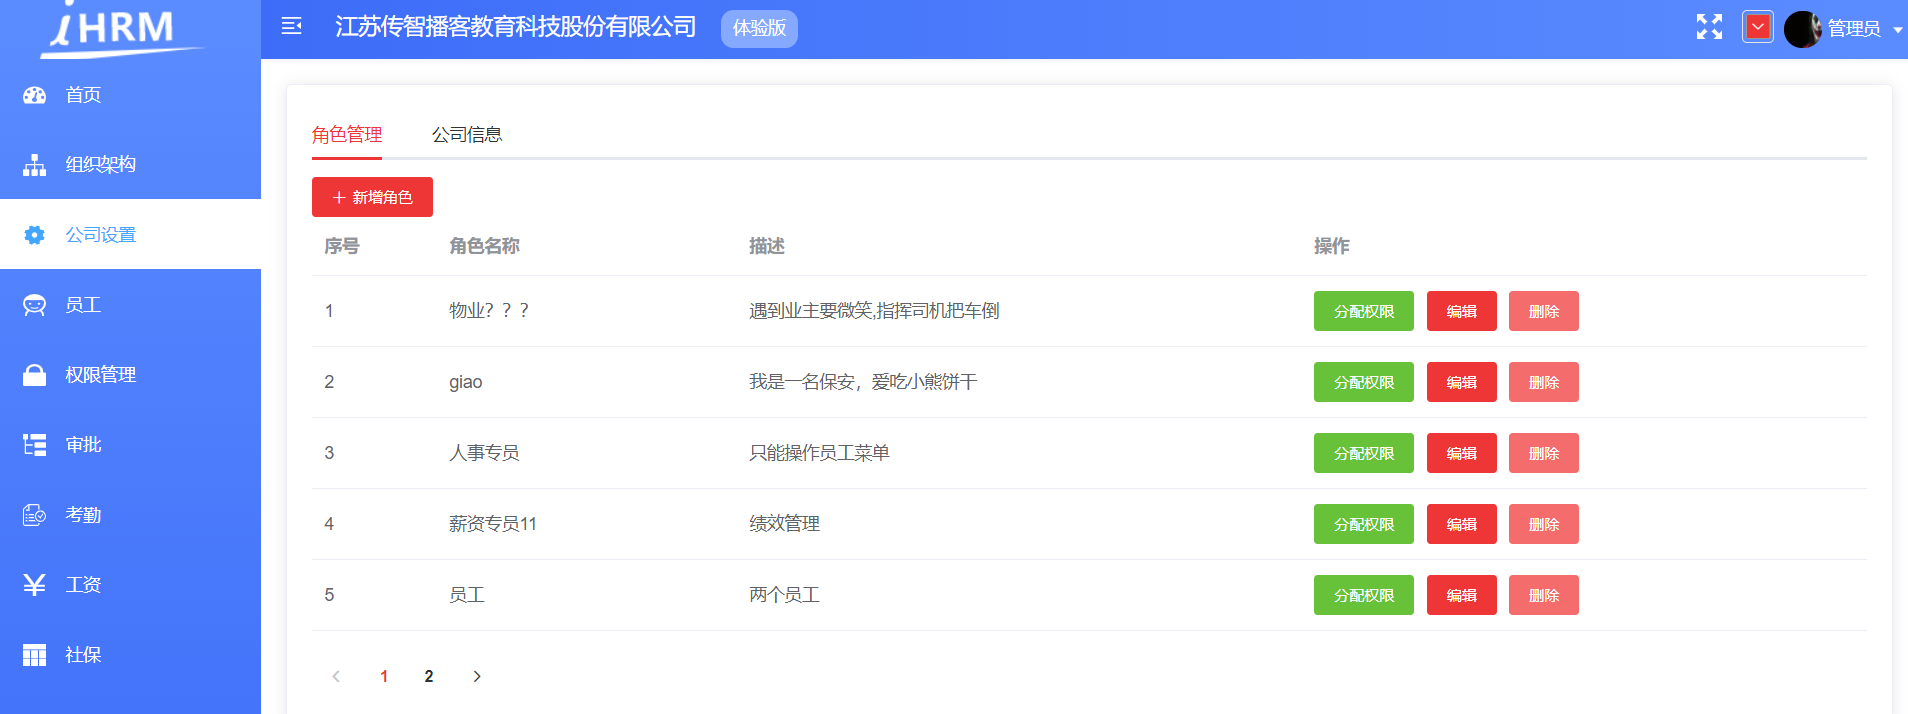 iHRM
江苏传智播客教育科技股份有限公司 体验版 管理员
首页
组织架构
公司设置
员工
权限管理
审批
考勤
工资
社保
角色管理 公司信息
+ 新增角色
序号 角色名称 描述 操作
1 物业？？？ 遇到业主要微笑,指挥司机把车倒 分配权限 编辑 删除
2 giao 我是一名保安，爱吃小熊饼干 分配权限 编辑 删除
3 人事专员 只能操作员工菜单 分配权限 编辑 删除
4 薪资专员11 绩效管理 分配权限 编辑 删除
5 员工 两个员工 分配权限 编辑 删除
1 2